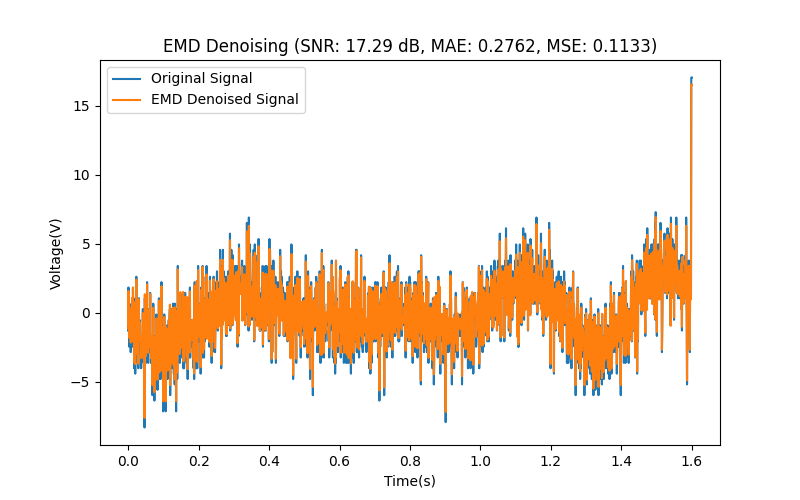 EMD Denoising (SNR: 17.29 dB, MAE: 0.2762, MSE: 0.1133)
Original Signal
EMD Denoised Signal
Voltage(V)
15
10
5
0
−5
0.0 0.2 0.4 0.6 0.8 1.0 1.2 1.4 1.6
Time(s)